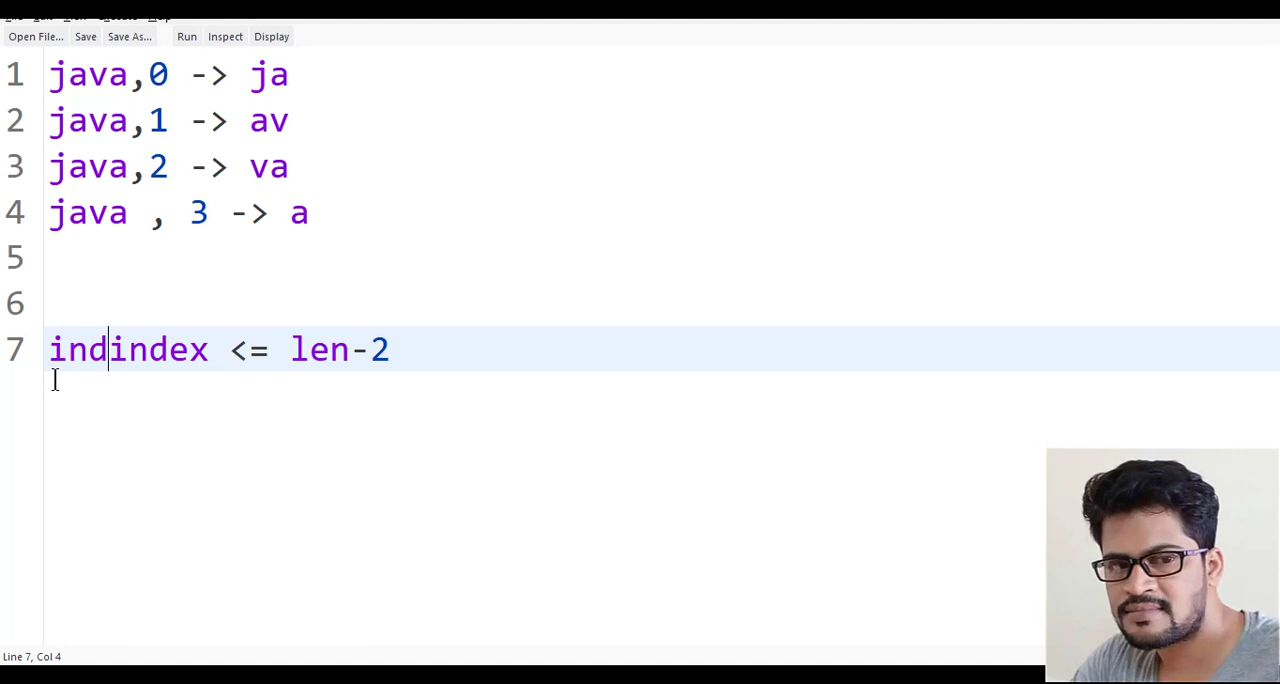 Open File... Save Save As... Run Inspect Display
1 java,0 -> ja
2 java,1 -> av
3 java,2 -> va
4 java , 3 -> a
5
6
7 indindex <= len-2
Line 7, Col 4